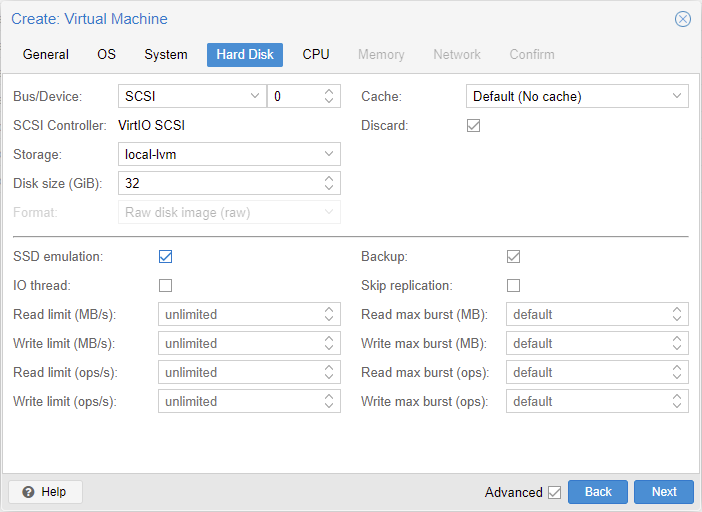 Create: Virtual Machine
General OS System Hard Disk CPU Memory Network Confirm
Bus/Device: SCSI 0 Cache: Default (No cache)
SCSI Controller: VirtIO SCSI Discard:
Storage: local-lvm
Disk size (GiB): 32
Format: Raw disk image (raw)
SSD emulation: Backup:
IO thread: Skip replication:
Read limit (MB/s): unlimited Read max burst (MB): default
Write limit (MB/s): unlimited Write max burst (MB): default
Read limit (ops/s): unlimited Read max burst (ops): default
Write limit (ops/s): unlimited Write max burst (ops): default
? Help Advanced Back Next